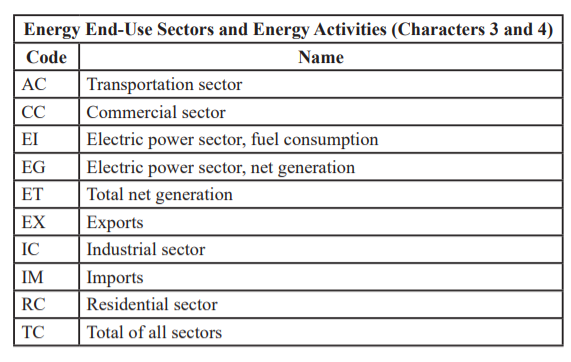 Energy End-Use Sectors and Energy Activities (Characters 3 and 4)
Code Name
AC Transportation sector
CC Commercial sector
EI Electric power sector, fuel consumption
EG Electric power sector, net generation
ET Total net generation
EX Exports
IC Industrial sector
IM Imports
RC Residential sector
TC Total of all sectors